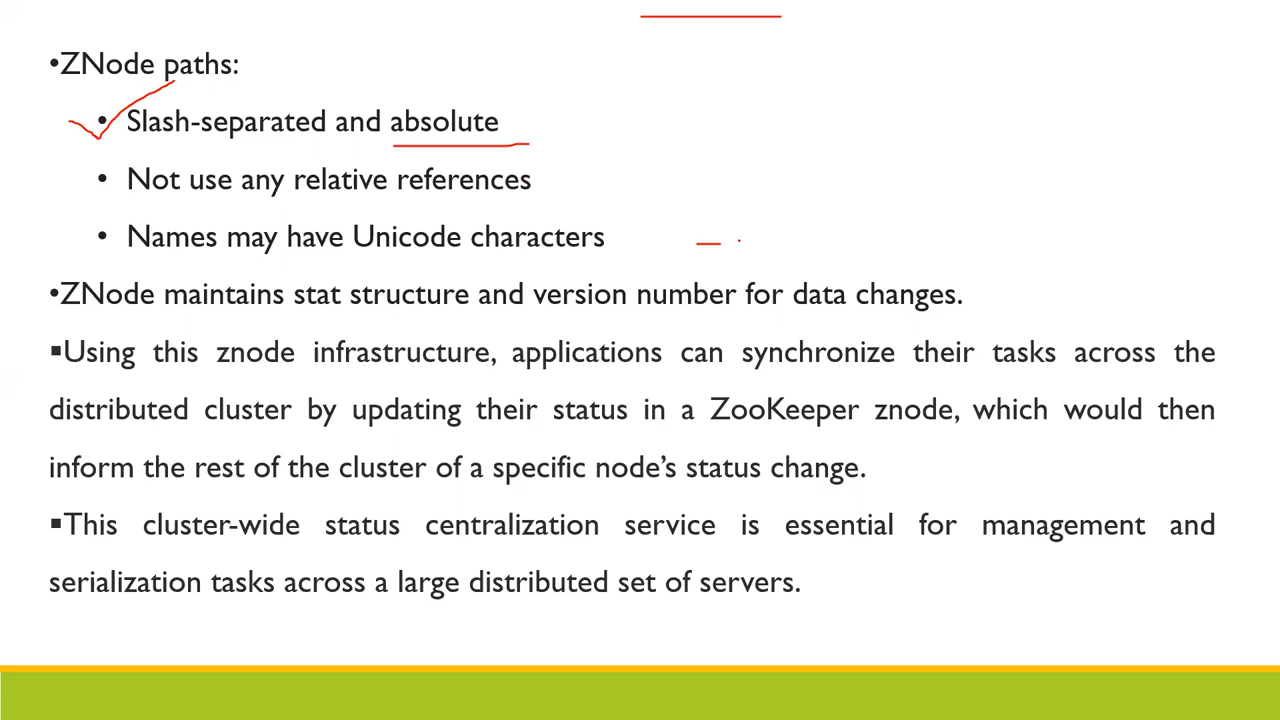 •ZNode paths:
• Slash-separated and absolute
• Not use any relative references
• Names may have Unicode characters
•ZNode maintains stat structure and version number for data changes.
▪Using this znode infrastructure, applications can synchronize their tasks across the
distributed cluster by updating their status in a ZooKeeper znode, which would then
inform the rest of the cluster of a specific node’s status change.
▪This cluster-wide status centralization service is essential for management and
serialization tasks across a large distributed set of servers.